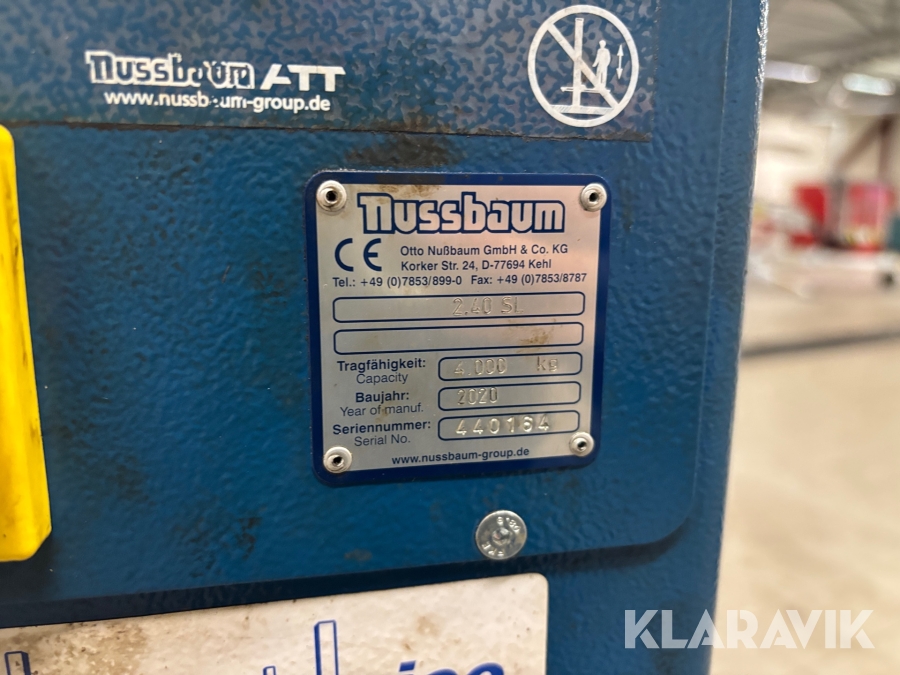 nussbaum ATT
www.nussbaum-group.de
nussbaum
CE
Otto Nußbaum GmbH & Co. KG
Korker Str. 24, D-77694 Kehl
Tel.: +49 (0)7853/899-0 Fax: +49 (0)7853/8787
2.40 SL
Tragfähigkeit: 4.000 kg
Capacity
Baujahr: 2020
Year of manuf.
Seriennummer: 440164
Serial No.
www.nussbaum-group.de
KLARAVIK